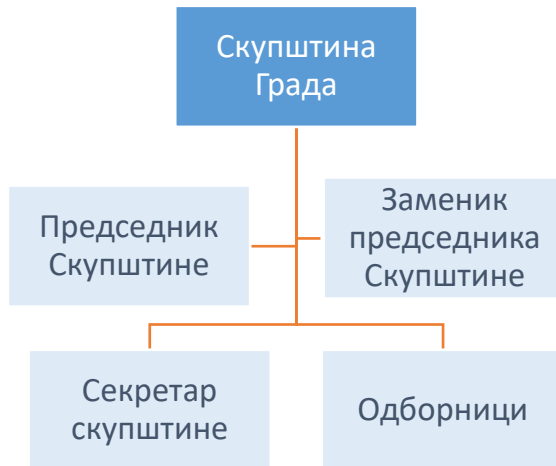 Скупштина
Града
Председник
Скупштине
Заменик
председника
Скупштине
Секретар
скупштине
Одборници